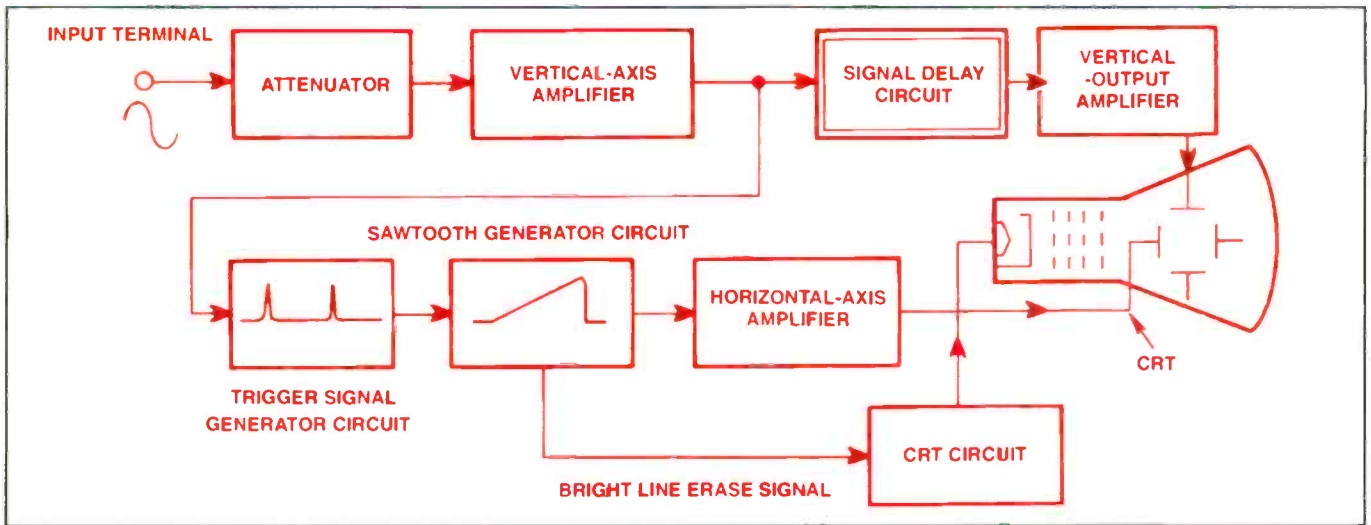 INPUT TERMINAL
ATTENUATOR
VERTICAL-AXIS
AMPLIFIER
SIGNAL DELAY
CIRCUIT
VERTICAL
-OUTPUT
AMPLIFIER
SAWTOOTH GENERATOR CIRCUIT
HORIZONTAL-AXIS
AMPLIFIER
CRT
TRIGGER SIGNAL
GENERATOR CIRCUIT
CRT CIRCUIT
BRIGHT LINE ERASE SIGNAL